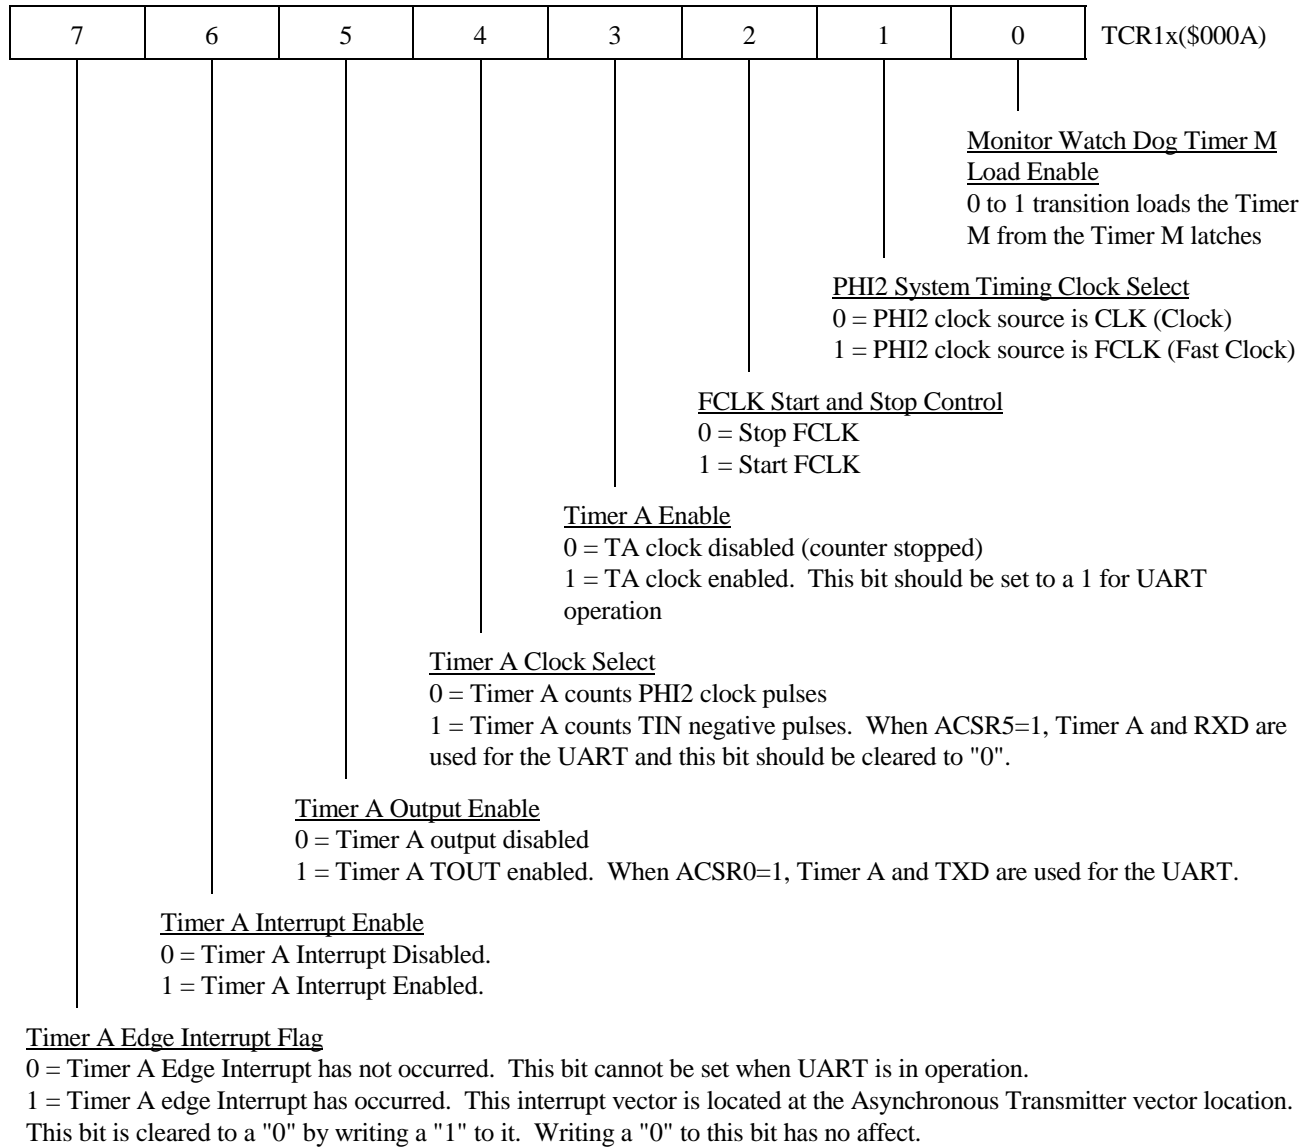 7 6 5 4 3 2 1 0 TCR1x($000A)
Monitor Watch Dog Timer M
Load Enable
0 to 1 transition loads the Timer
M from the Timer M latches
PHI2 System Timing Clock Select
0 = PHI2 clock source is CLK (Clock)
1 = PHI2 clock source is FCLK (Fast Clock)
FCLK Start and Stop Control
0 = Stop FCLK
1 = Start FCLK
Timer A Enable
0 = TA clock disabled (counter stopped)
1 = TA clock enabled.  This bit should be set to a 1 for UART
operation
Timer A Clock Select
0 = Timer A counts PHI2 clock pulses
1 = Timer A counts TIN negative pulses.  When ACSR5=1, Timer A and RXD are
used for the UART and this bit should be cleared to "0".
Timer A Output Enable
0 = Timer A output disabled
1 = Timer A TOUT enabled.  When ACSR0=1, Timer A and TXD are used for the UART.
Timer A Interrupt Enable
0 = Timer A Interrupt Disabled.
1 = Timer A Interrupt Enabled.
Timer A Edge Interrupt Flag
0 = Timer A Edge Interrupt has not occurred.  This bit cannot be set when UART is in operation.
1 = Timer A edge Interrupt has occurred.  This interrupt vector is located at the Asynchronous Transmitter vector location.
This bit is cleared to a "0" by writing a "1" to it.  Writing a "0" to this bit has no affect.